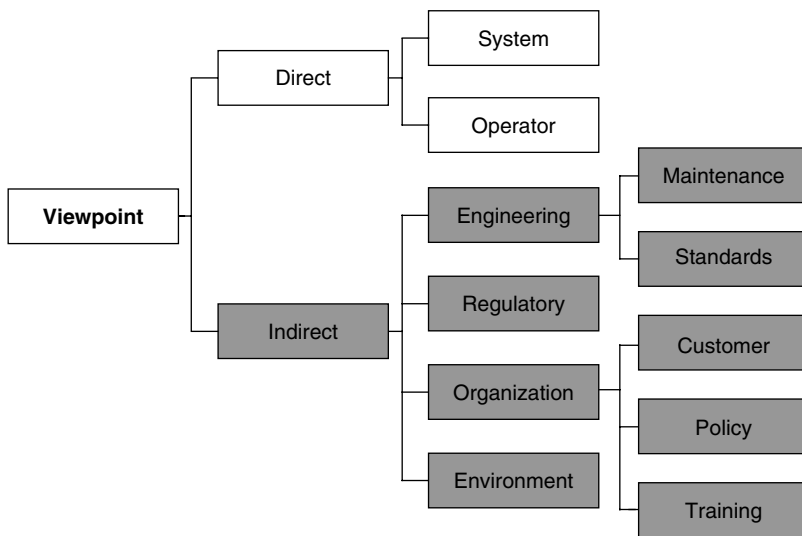 Viewpoint
Direct
System
Operator
Indirect
Engineering
Maintenance
Standards
Regulatory
Organization
Customer
Policy
Training
Environment